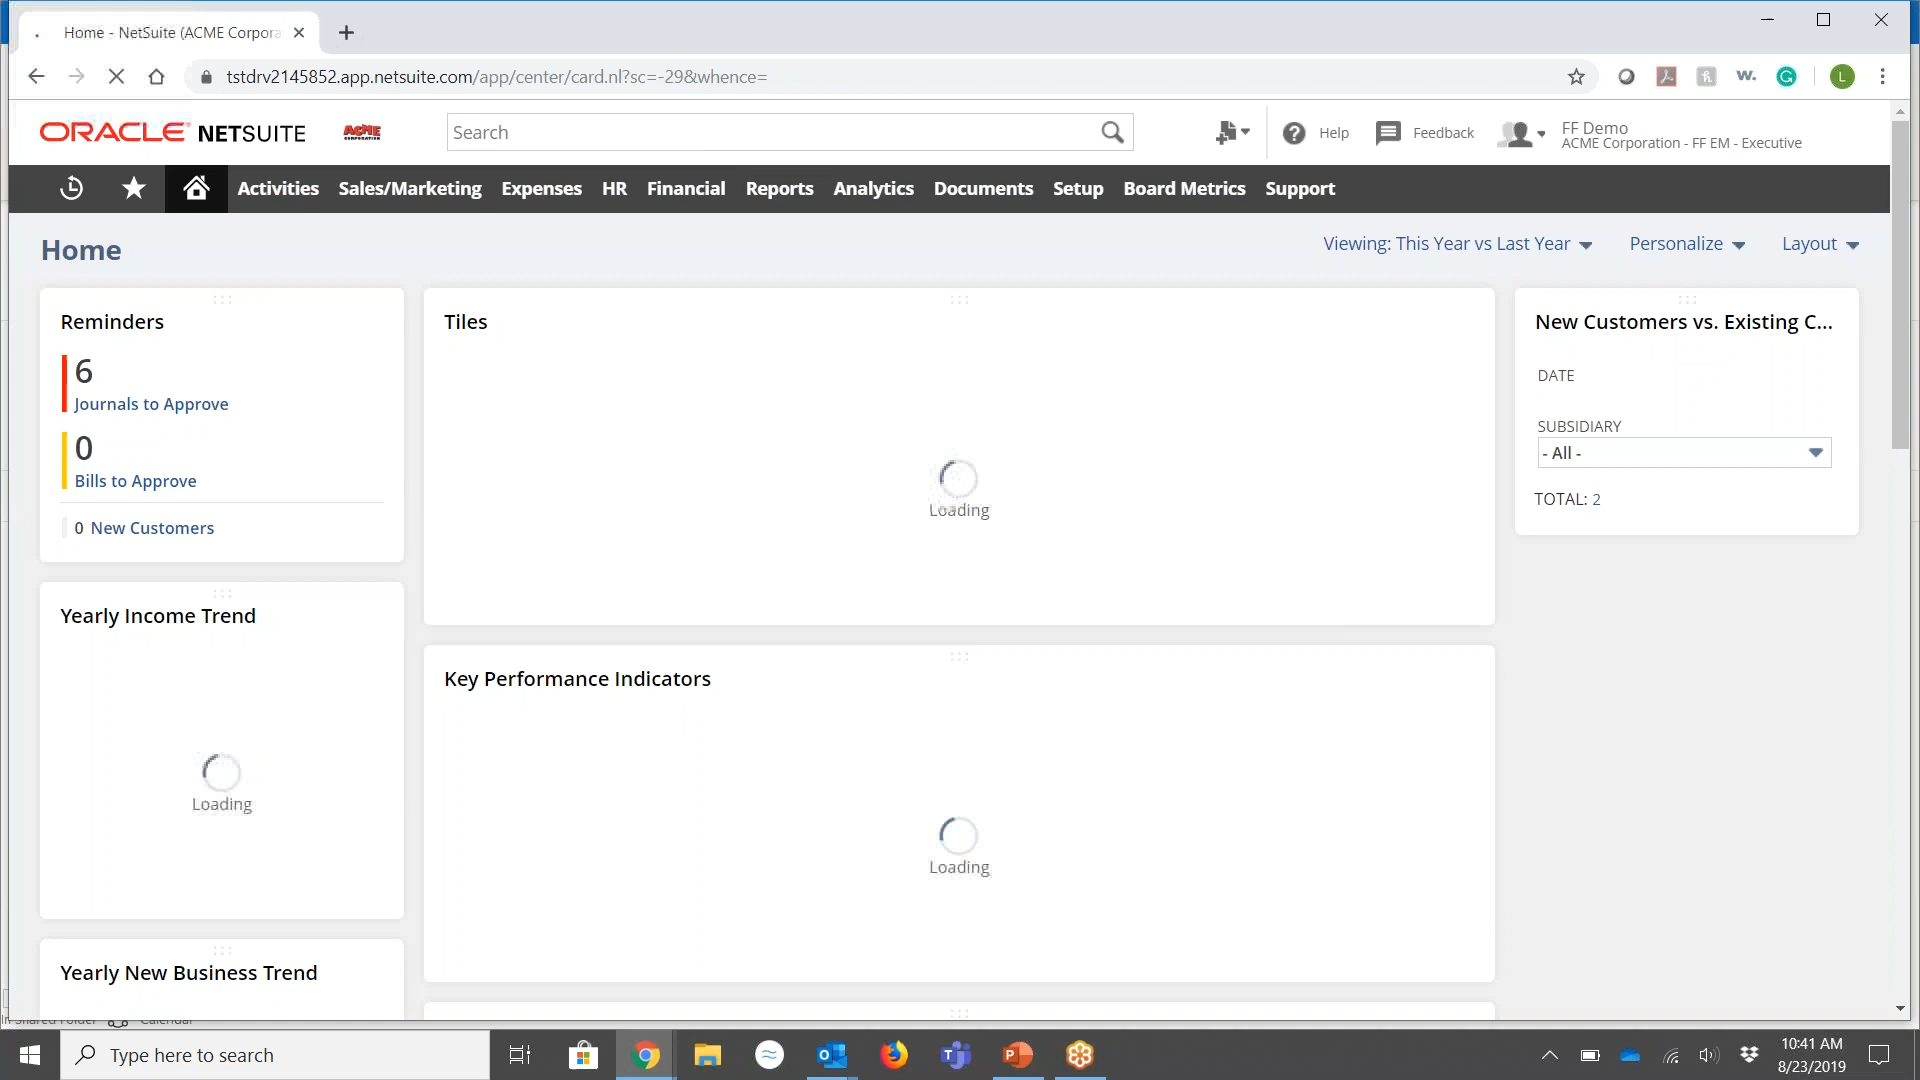 Home - NetSuite (ACME Corpora
tstdrv2145852.app.netsuite.com/app/center/card.nl?sc=-29&whence=
W.
L
ORACLE NETSUITE
ACME
CORPORATION
Search
Help
Feedback
FF Demo
ACME Corporation - FF EM - Executive
Activities Sales/Marketing Expenses HR Financial Reports Analytics Documents Setup Board Metrics Support
Home
Viewing: This Year vs Last Year
Personalize
Layout
Reminders
6
Journals to Approve
0
Bills to Approve
0 New Customers
Tiles
Loading
New Customers vs. Existing C...
DATE
SUBSIDIARY
- All -
TOTAL: 2
Yearly Income Trend
Loading
Key Performance Indicators
Loading
Yearly New Business Trend
Type here to search
10:41 AM
8/23/2019